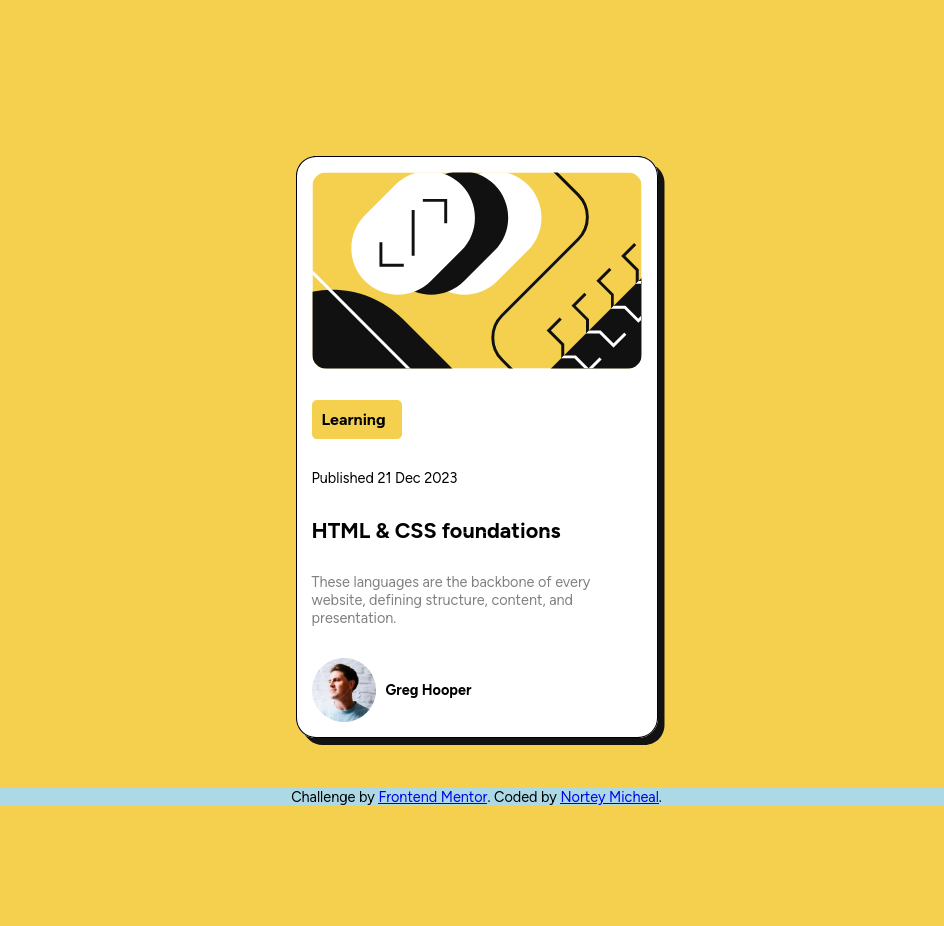 Learning
Published 21 Dec 2023
HTML & CSS foundations
These languages are the backbone of every
website, defining structure, content, and
presentation.
Greg Hooper
Challenge by Frontend Mentor. Coded by Nortey Micheal.